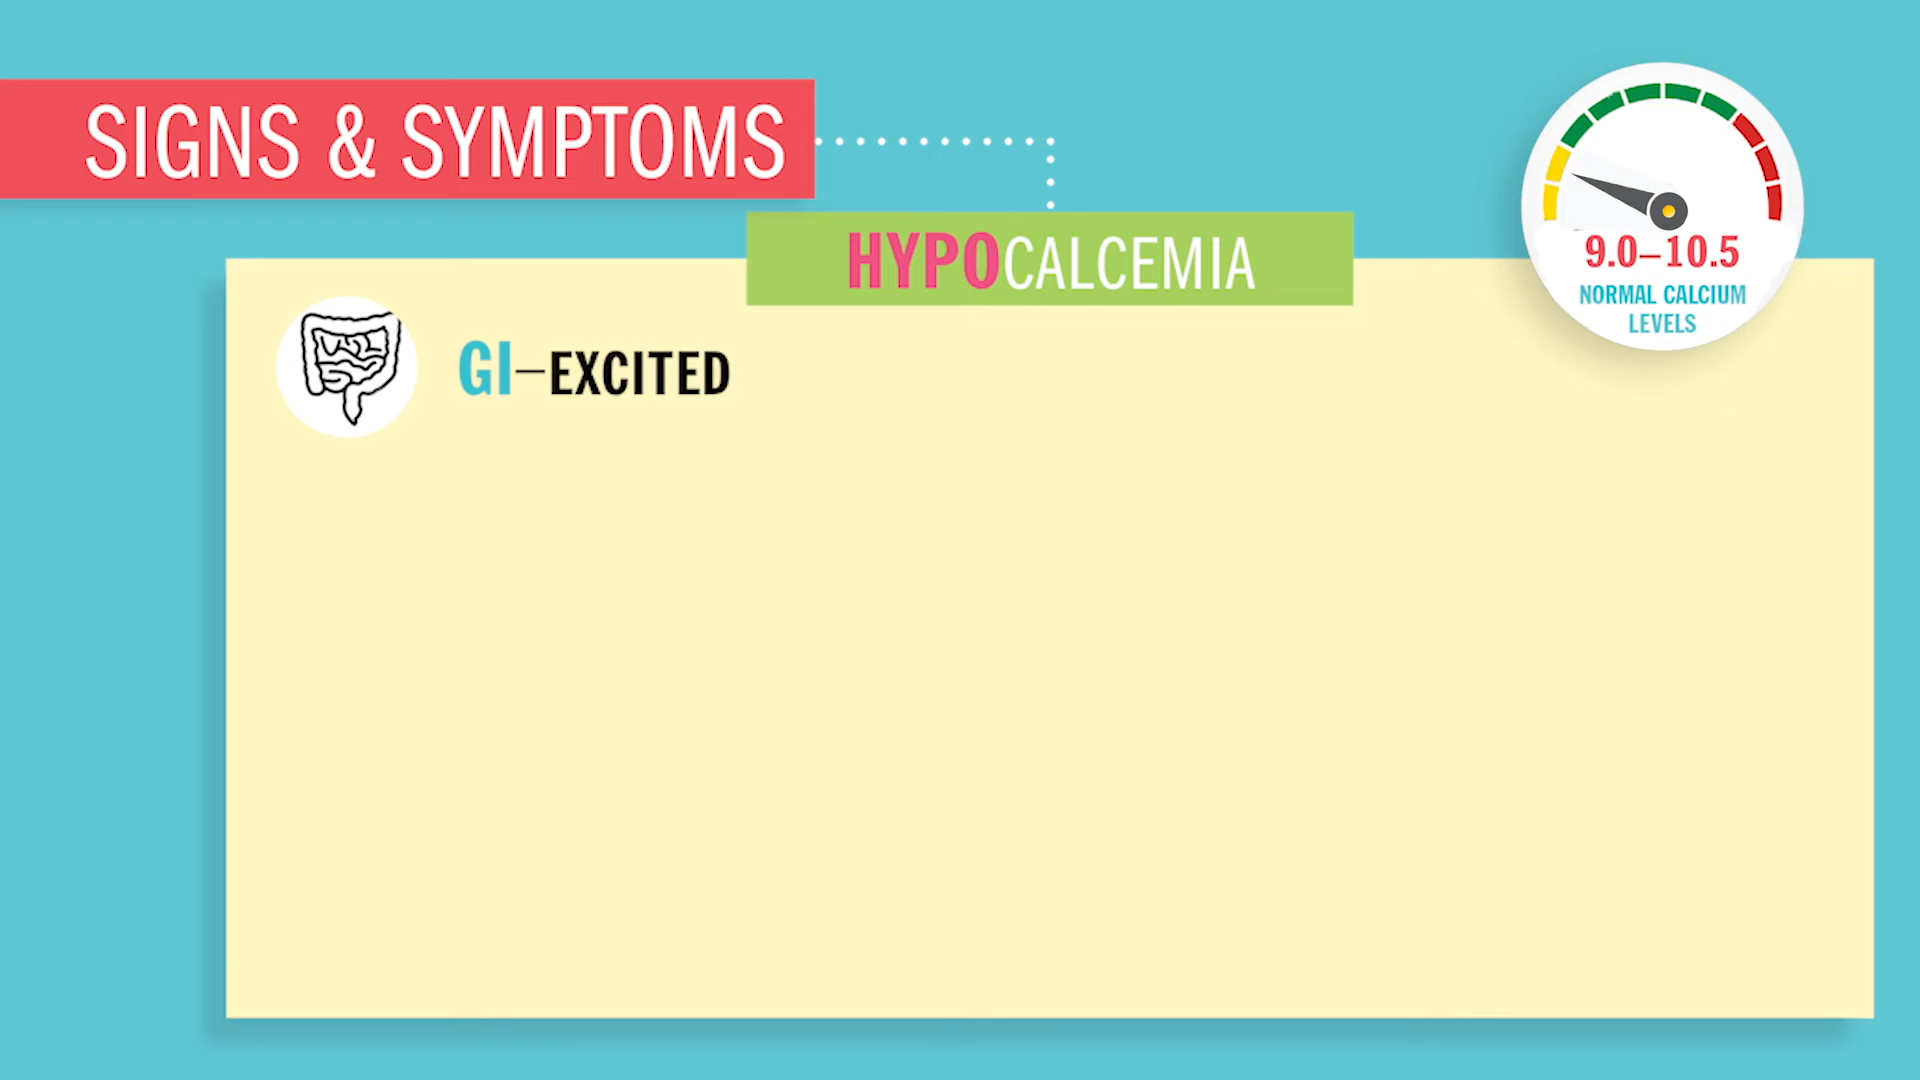 SIGNS & SYMPTOMS
HYPOCALCEMIA
9.0–10.5
NORMAL CALCIUM
LEVELS
GI–EXCITED